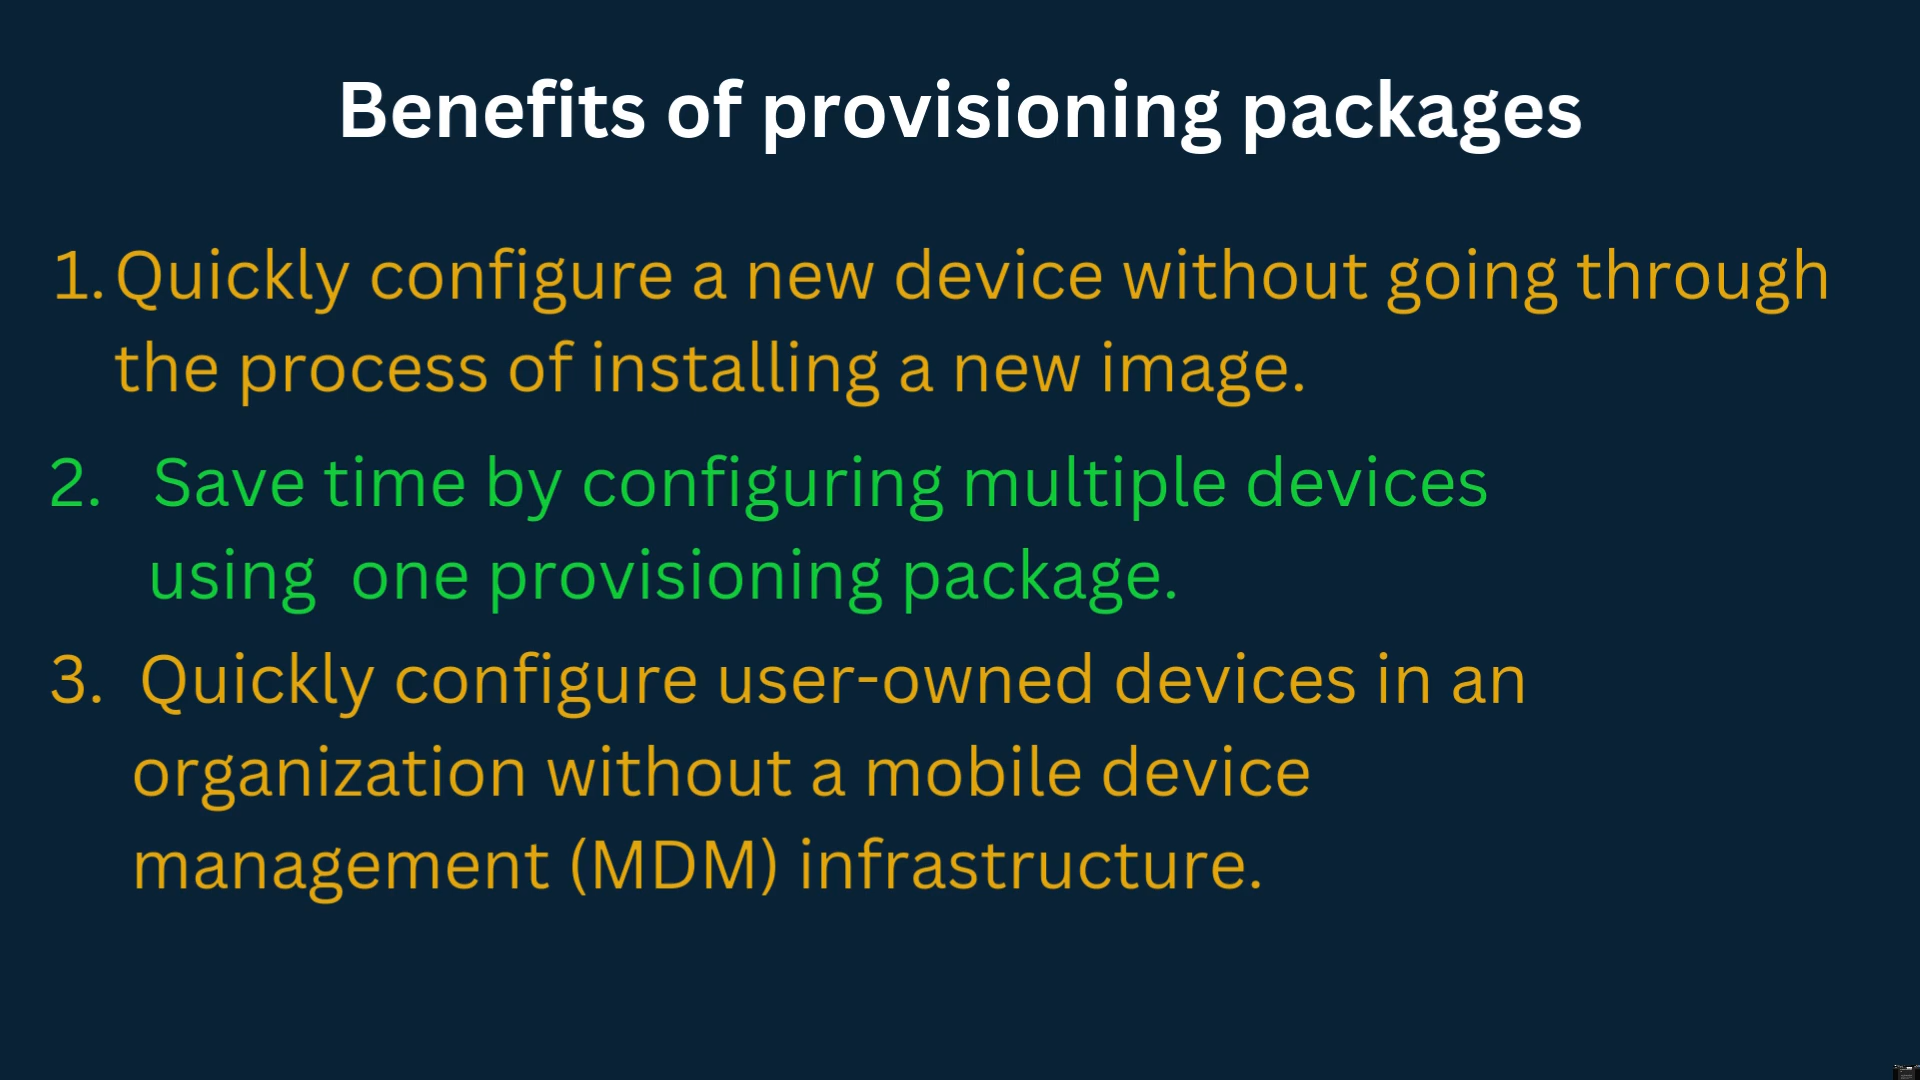 Benefits of provisioning packages
1. Quickly configure a new device without going through
the process of installing a new image.
2. Save time by configuring multiple devices
using one provisioning package.
3. Quickly configure user-owned devices in an
organization without a mobile device
management (MDM) infrastructure.